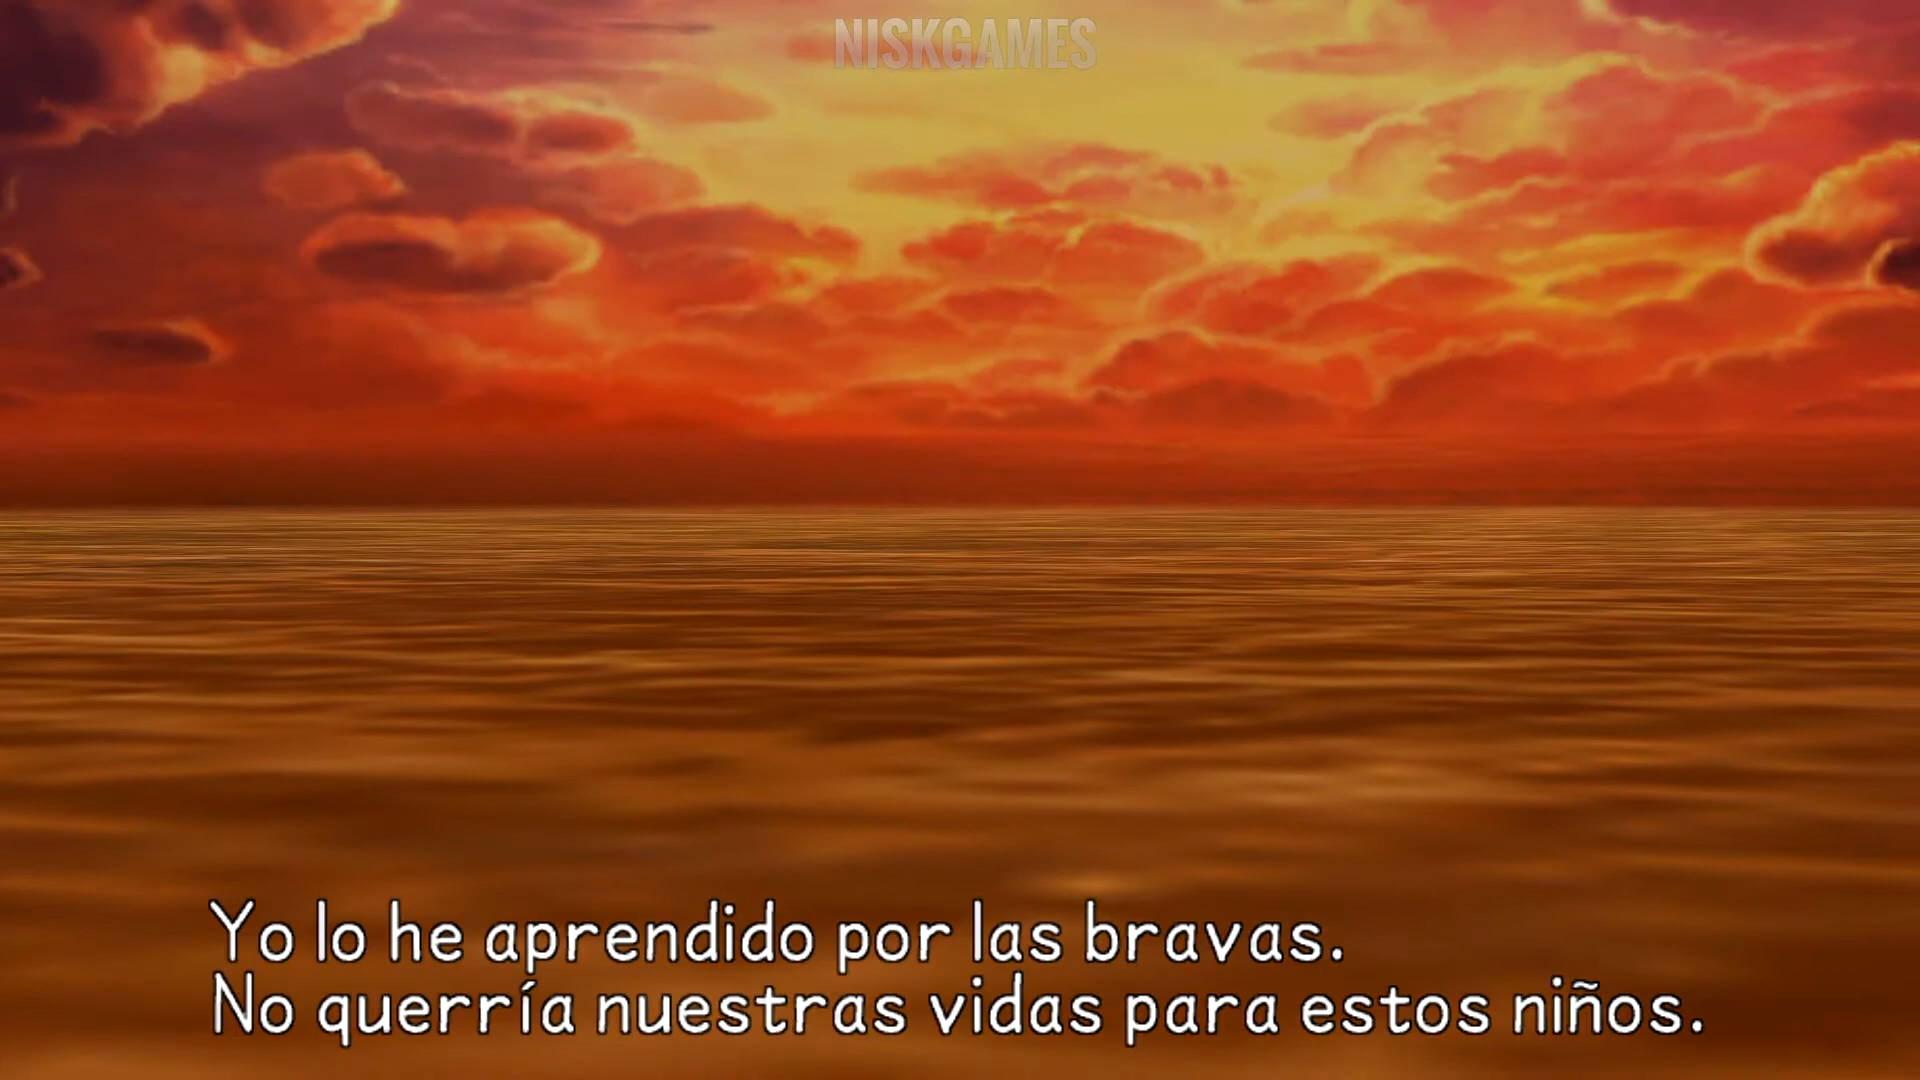 NISKGAMES
Yo lo he aprendido por las bravas.
No querría nuestras vidas para estos niños.